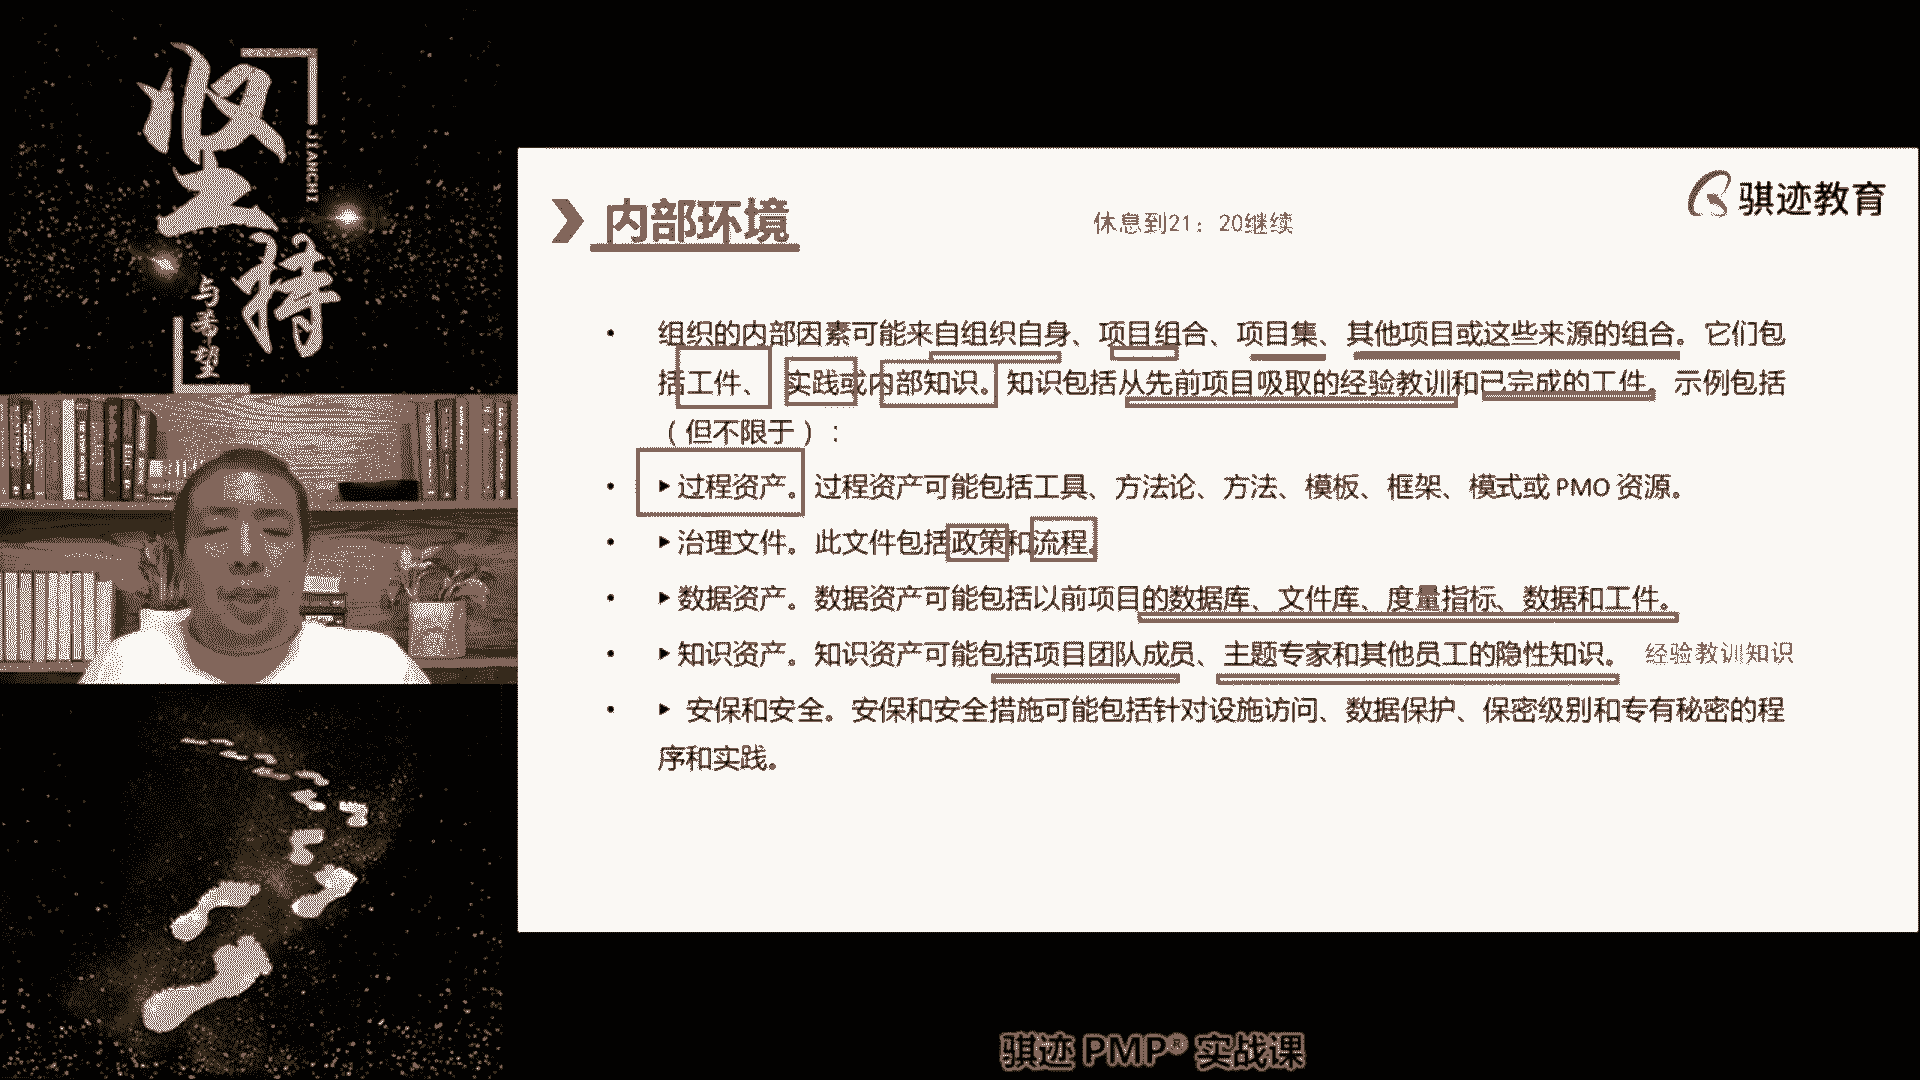 坚持
JIANCHI
与希望
内部环境
休息到21：20继续
骐迹教育
• 组织的内部因素可能来自组织自身、项目组合、项目集、其他项目或这些来源的组合。它们包
括工件、 实践或内部知识。知识包括从先前项目吸取的经验教训和已完成的工件。示例包括
（但不限于）：
• ▶过程资产。过程资产可能包括工具、方法论、方法、模板、框架、模式或 PMO 资源。
• ▶治理文件。此文件包括政策和流程。
• ▶数据资产。数据资产可能包括以前项目的数据库、文件库、度量指标、数据和工件。
• ▶知识资产。知识资产可能包括项目团队成员、主题专家和其他员工的隐性知识。 经验教训知识
• ▶ 安保和安全。安保和安全措施可能包括针对设施访问、数据保护、保密级别和专有秘密的程
序和实践。
骐迹 PMP® 实战课